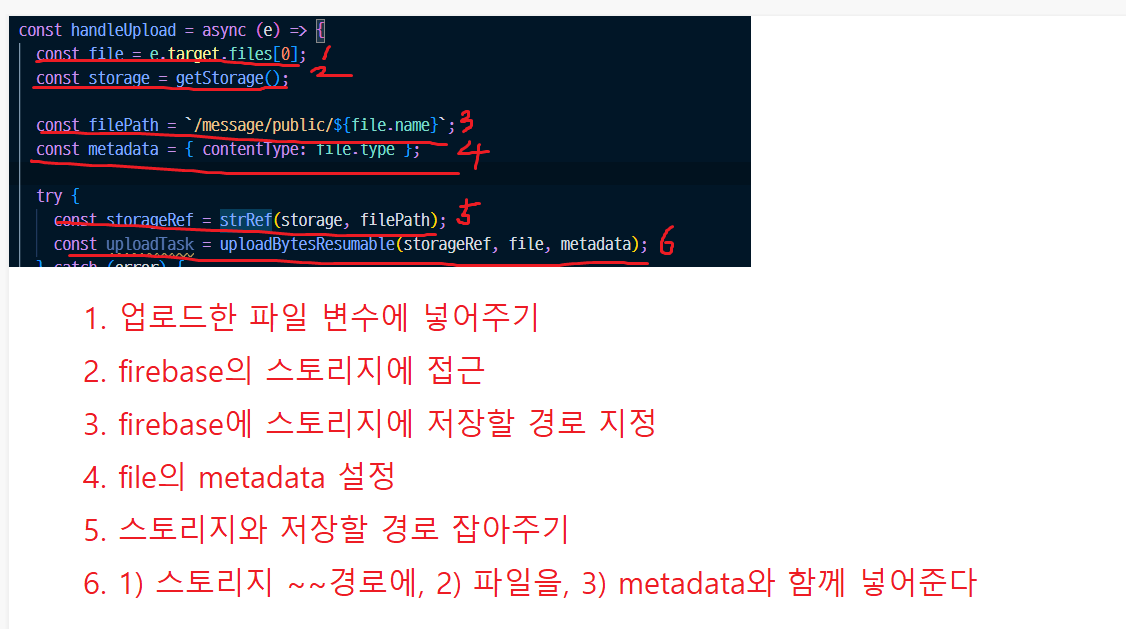 const handleUpload = async (e) => {
const file = e.target.files[0]; 1
const storage = getStorage(); 2
const filePath = `/message/public/${file.name}`; 3
const metadata = { contentType: file.type }; 4
try {
const storageRef = strRef(storage, filePath); 5
const uploadTask = uploadBytesResumable(storageRef, file, metadata); 6
} catch (error) {
1. 업로드한 파일 변수에 넣어주기
2. firebase의 스토리지에 접근
3. firebase에 스토리지에 저장할 경로 지정
4. file의 metadata 설정
5. 스토리지와 저장할 경로 잡아주기
6. 1) 스토리지 ~~경로에, 2) 파일을, 3) metadata와 함께 넣어준다